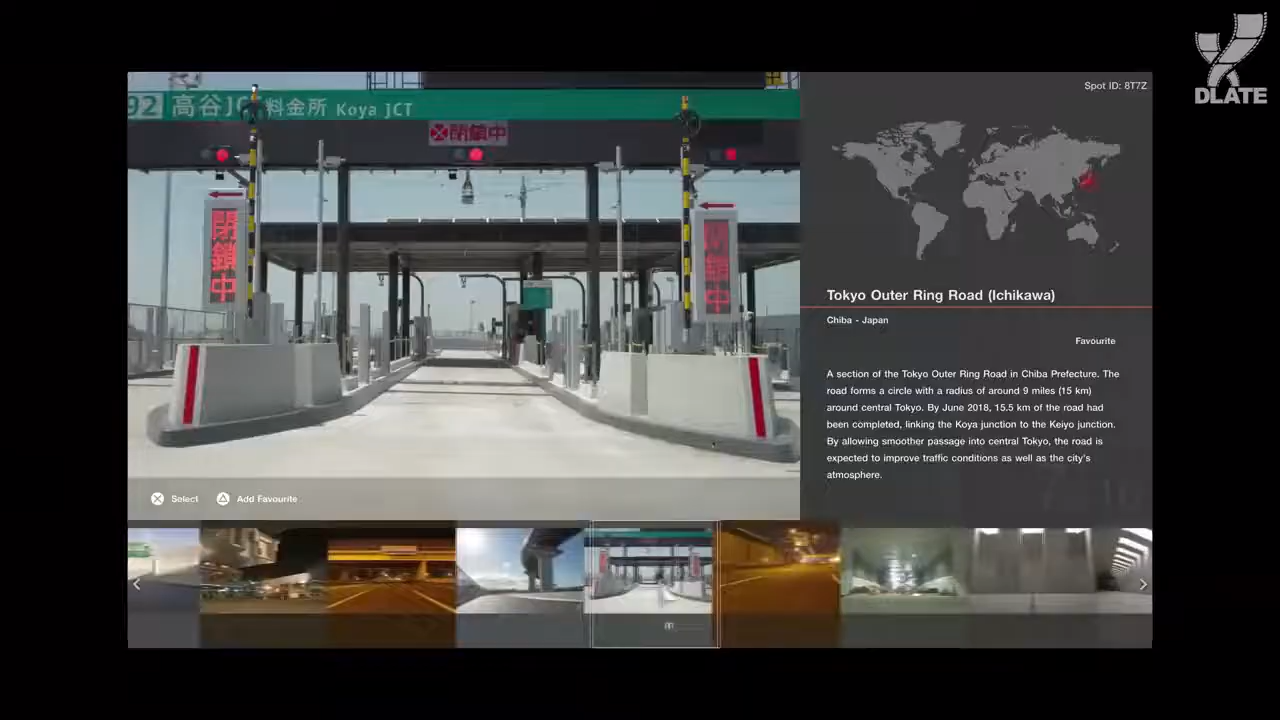 DLATE
Spot ID: 8T7Z
92 高谷JC 料金所 Koya JCT
閉鎖中
閉鎖中
閉鎖中
Tokyo Outer Ring Road (Ichikawa)
Chiba - Japan
Favourite
A section of the Tokyo Outer Ring Road in Chiba Prefecture. The
road forms a circle with a radius of around 9 miles (15 km)
around central Tokyo. By June 2018, 15.5 km of the road had
been completed, linking the Koya junction to the Keiyo junction.
By allowing smoother passage into central Tokyo, the road is
expected to improve traffic conditions as well as the city's
atmosphere.
Select
Add Favourite